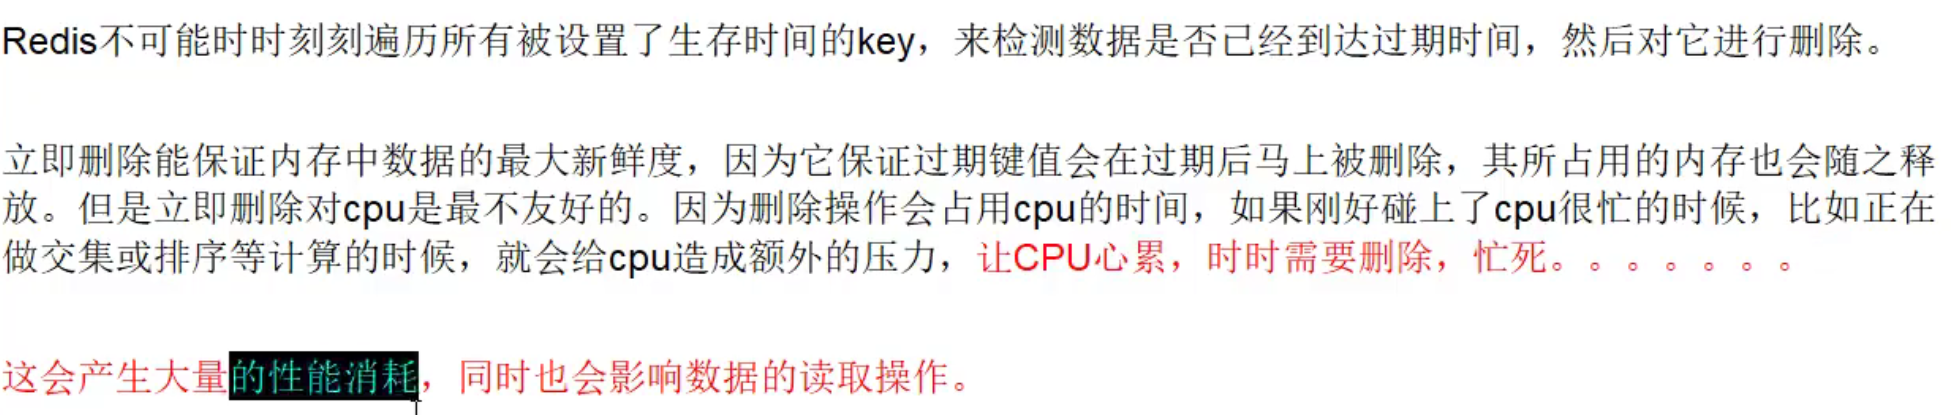 Redis不可能时时刻刻遍历所有被设置了生存时间的key，来检测数据是否已经到达过期时间，然后对它进行删除。
立即删除能保证内存中数据的最大新鲜度，因为它保证过期键值会在过期后马上被删除，其所占用的内存也会随之释
放。但是立即删除对cpu是最不友好的。因为删除操作会占用cpu的时间，如果刚好碰上了cpu很忙的时候，比如正在
做交集或排序等计算的时候，就会给cpu造成额外的压力，让CPU心累，时时需要删除，忙死。。。。。。。
这会产生大量的性能消耗，同时也会影响数据的读取操作。